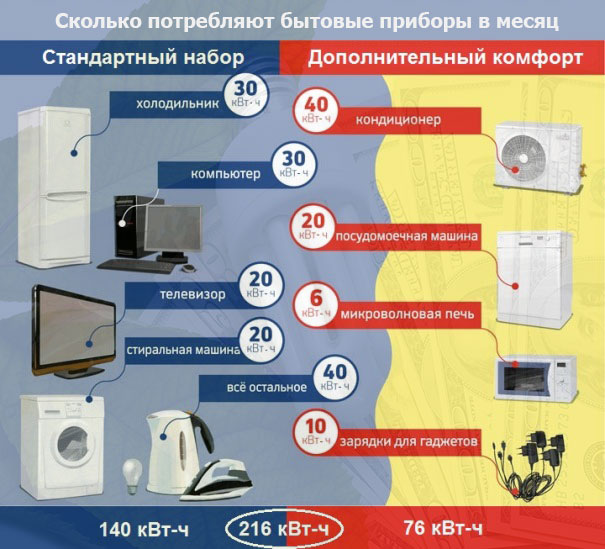 Сколько потребляют бытовые приборы в месяц
Стандартный набор
Дополнительный комфорт
холодильник
30
кВт-ч
40
кВт-ч
кондиционер
компьютер
30
кВт-ч
20
кВт-ч
посудомоечная машина
телевизор
20
кВт-ч
6
кВт-ч
микроволновая печь
стиральная машина
20
кВт-ч
всё остальное
40
кВт-ч
10
кВт-ч
зарядки для гаджетов
140 кВт-ч
216 кВт-ч
76 кВт-ч